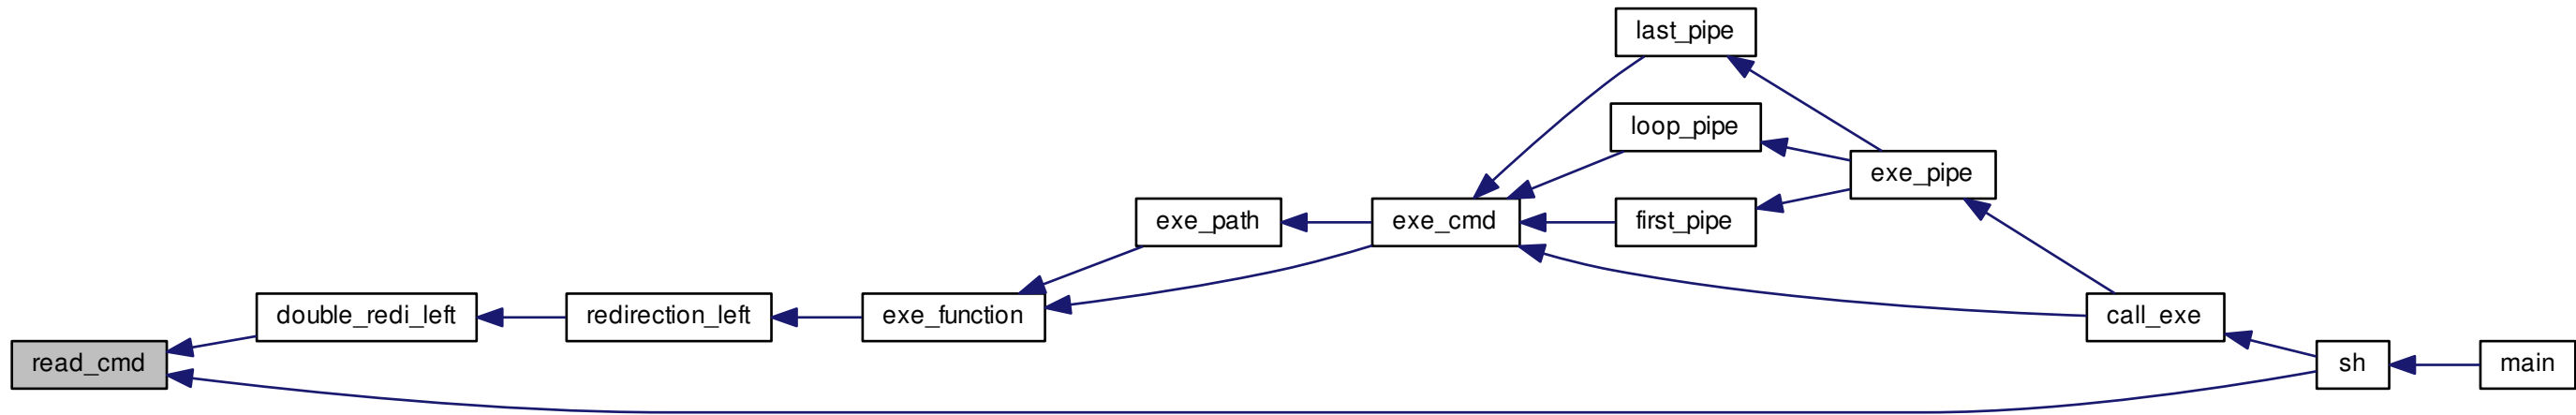 last_pipe
loop_pipe
exe_pipe
exe_path
exe_cmd
first_pipe
double_redi_left
redirection_left
exe_function
call_exe
read_cmd
sh
main